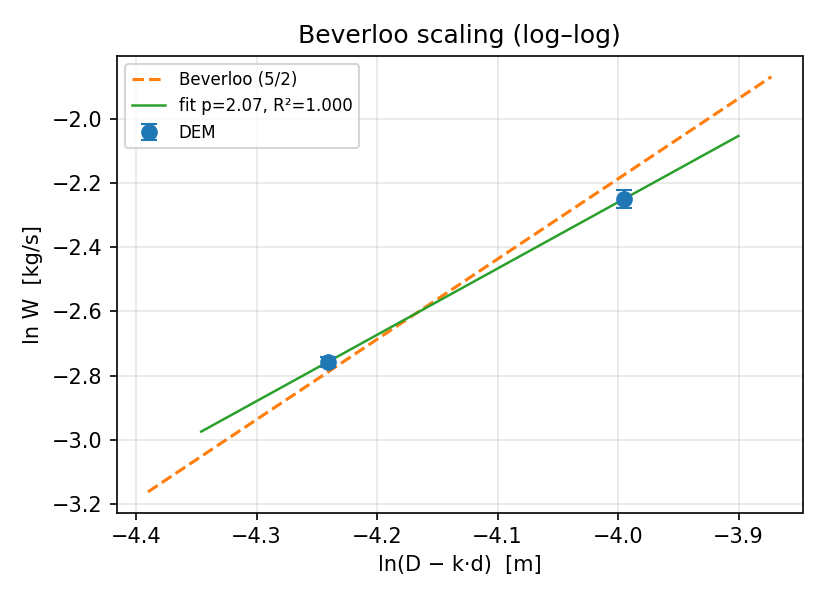 Beverloo scaling (log–log)
Beverloo (5/2)
fit p=2.07, R²=1.000
DEM
ln W [kg/s]
−2.0
−2.2
−2.4
−2.6
−2.8
−3.0
−3.2
−4.4
−4.3
−4.2
−4.1
−4.0
−3.9
ln(D − k·d) [m]